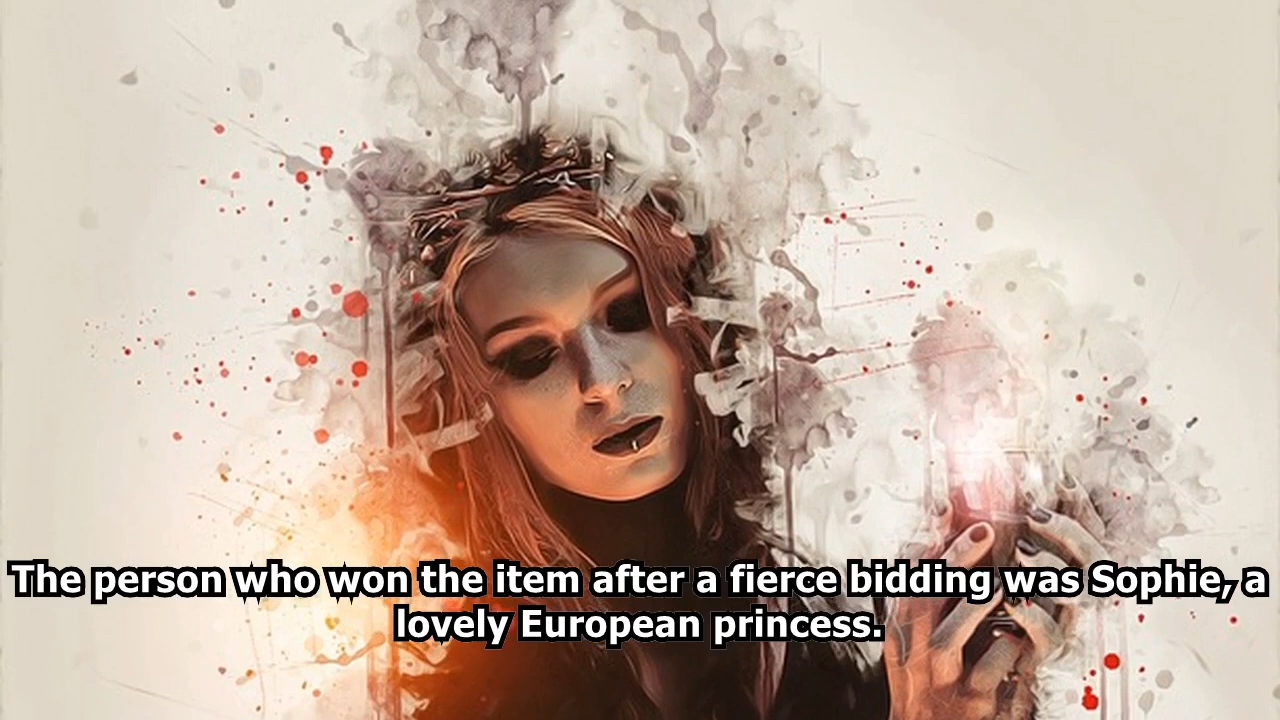 The person who won the item after a fierce bidding was Sophie, a
lovely European princess.